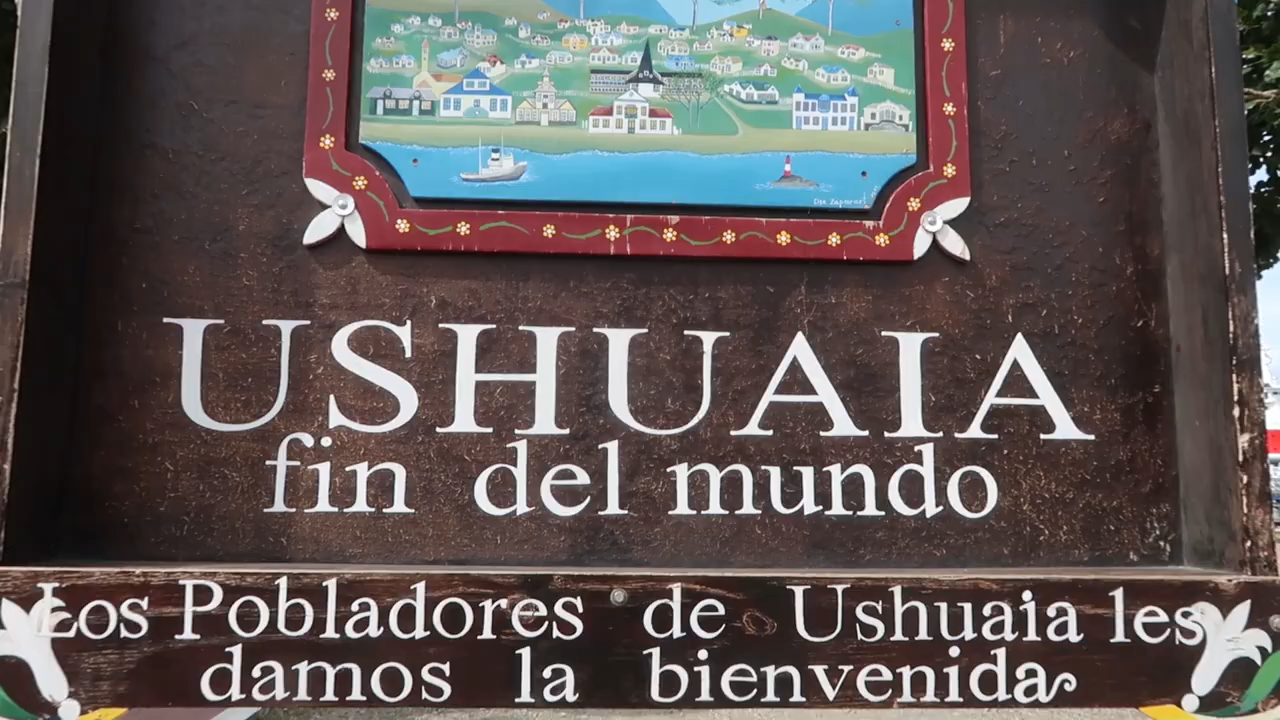 USHUAIA
fin del mundo
Los Pobladores de Ushuaia les
damos la bienvenida